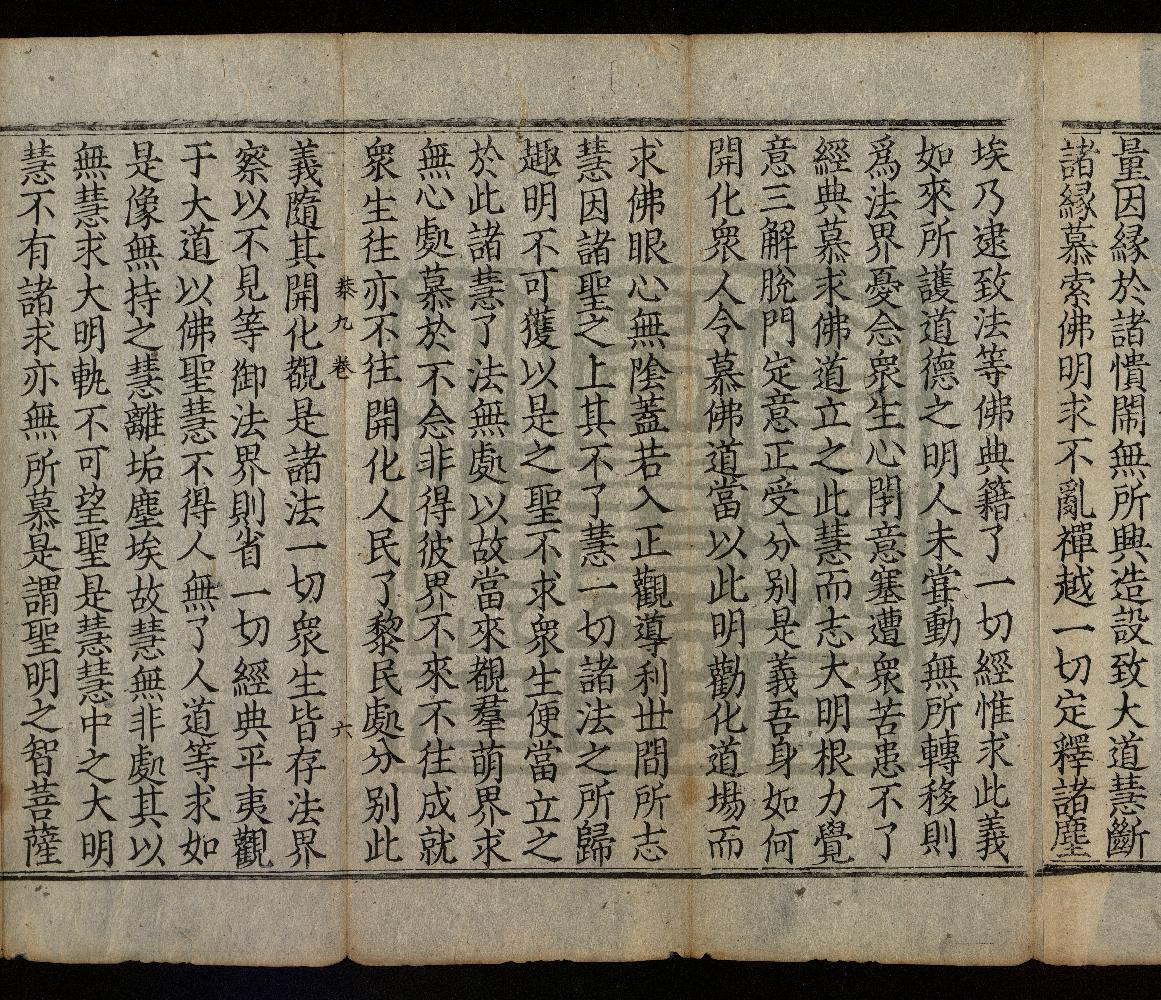 量因縁於諸憒閙無所興造設致大道慧斷
諸縁慕索佛明求不亂禪越一切定釋諸塵
埃乃逮致法等佛典籍了一切經惟求此義
如來所護道德之明人未甞動無所轉移則
爲法界憂念衆生心閉意塞遭衆苦患不了
經典慕求佛道立之此慧而志大明根力覺
意三解脫門定意正受分別是義吾身如何
開化衆人令慕佛道當以此明勸化道場而
求佛眼心無陰蓋若入正觀導利世間所志
慧因諸聖之上其不了慧一切諸法之所歸
趣明不可獲以是之聖不求衆生便當立之
於此諸慧了法無處以故當來覩羣萌界求
無心處慕於不念非得彼界不來不往成就
衆生往亦不往開化人民了黎民處分別此
九 卷 六
義隨其開化覩是諸法一切衆生皆存法界
察以不見等御法界則省一切經典平夷觀
于大道以佛聖慧不得人無了人道等求如
是像無持之慧離垢塵埃故慧無非處其以
無慧求大明軌不可望聖是慧慧中之大明
慧不有諸求亦無所慕是謂聖明之智菩薩